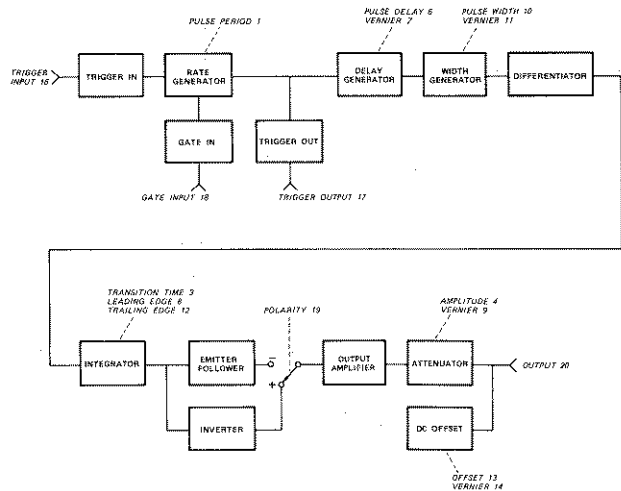 PULSE PERIOD 1
PULSE DELAY 6
VERNIER 7
PULSE WIDTH 10
VERNIER 11
TRIGGER
INPUT 16
TRIGGER IN
RATE
GENERATOR
DELAY
GENERATOR
WIDTH
GENERATOR
DIFFERENTIATOR
GATE IN
TRIGGER OUT
GATE INPUT 18
TRIGGER OUTPUT 17
TRANSITION TIME 3
LEADING EDGE 8
TRAILING EDGE 12
POLARITY 19
AMPLITUDE 4
VERNIER 9
INTEGRATOR
EMITTER
FOLLOWER
−
+
OUTPUT
AMPLIFIER
ATTENUATOR
OUTPUT 20
INVERTER
DC OFFSET
OFFSET 13
VERNIER 14